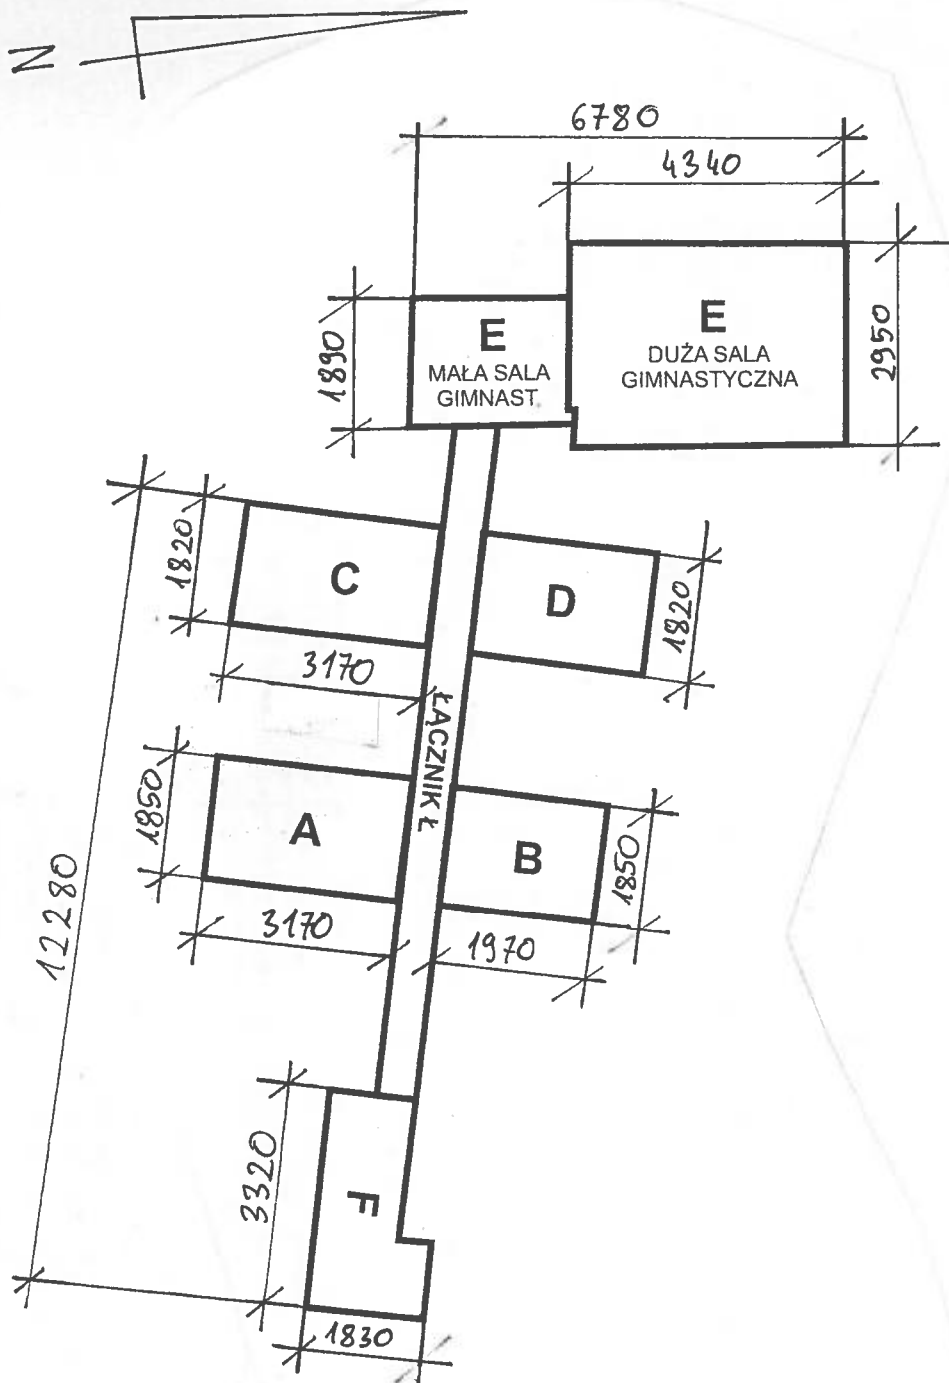 N
6780
4340
E
MAŁA SALA
GIMNAST.
1890
E
DUŻA SALA
GIMNASTYCZNA
2950
1820
C
D
1820
3170
ŁĄCZNIK Ł
1850
A
B
1850
3170
1970
12280
3320
F
1830